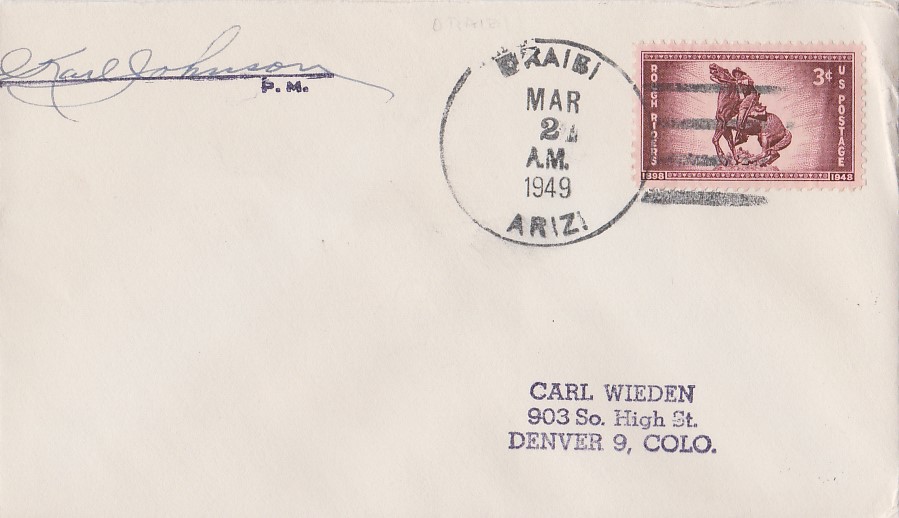 Karl Johnson
P. M.
ORAIBI
MAR
A.M.
1949
ARIZ.
ROUGH RIDERS
3¢
U S POSTAGE
1898
1948
CARL WIEDEN
903 So. High St.
DENVER 9, COLO.